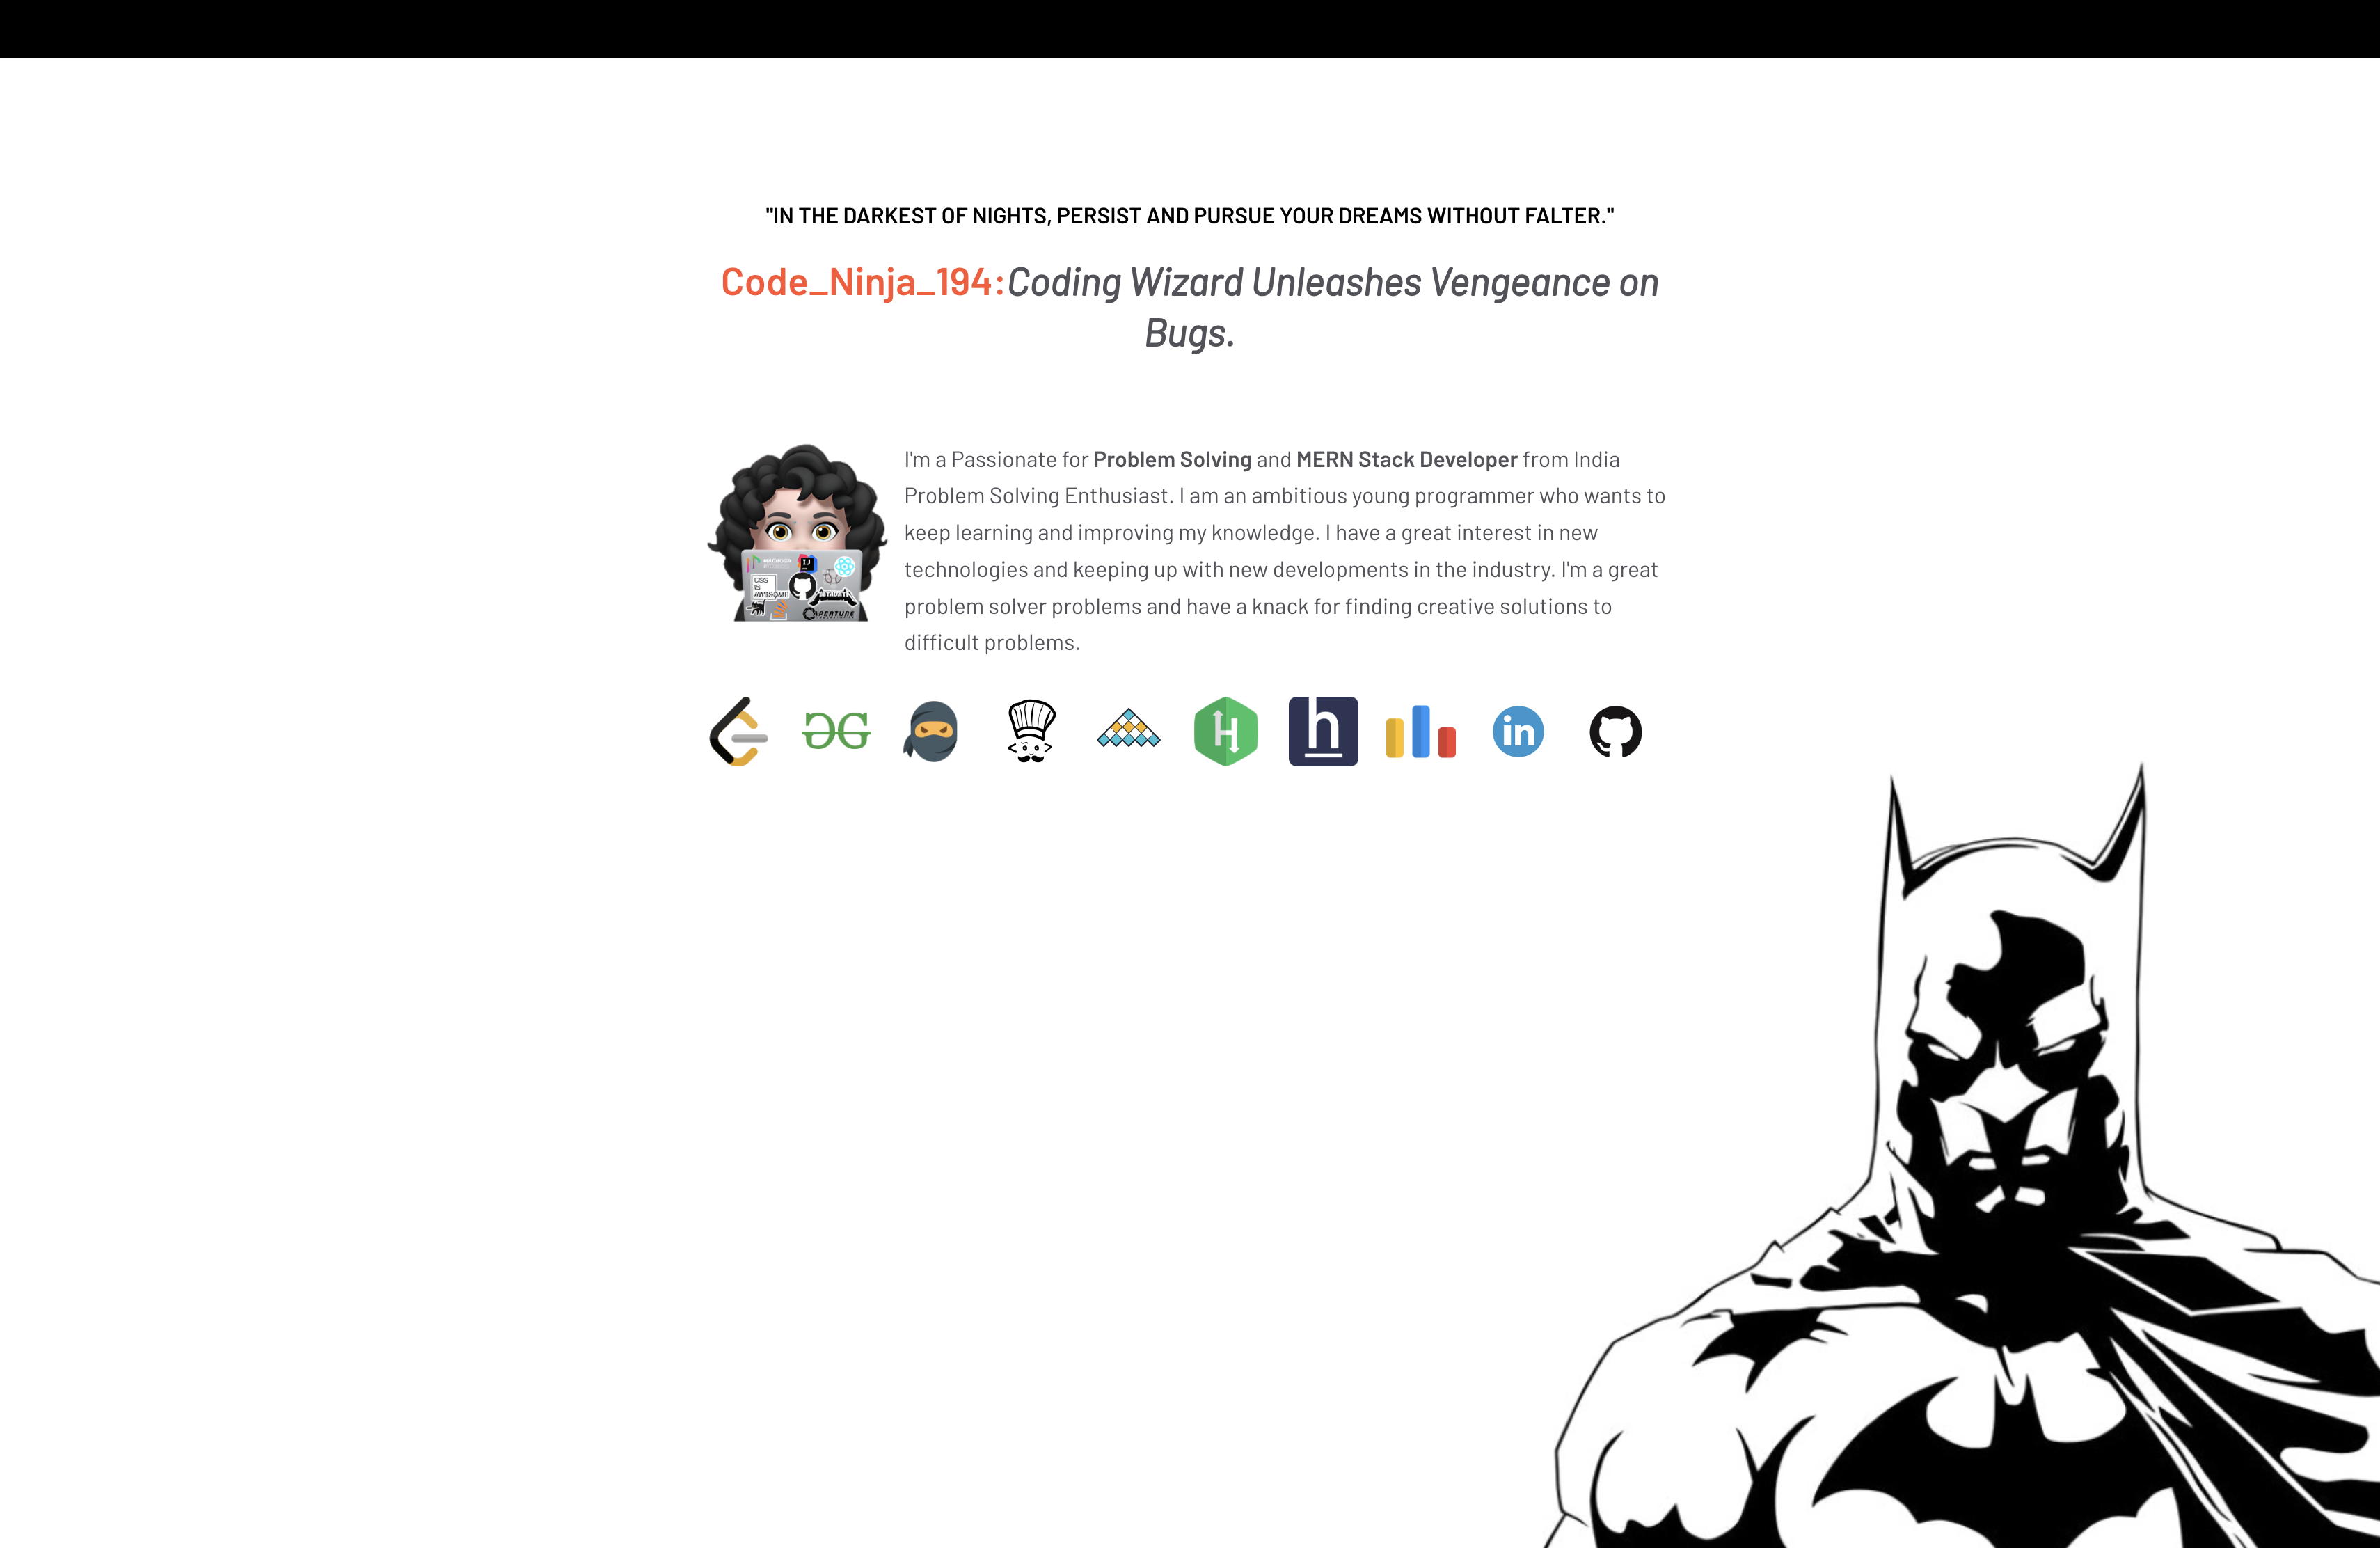 "IN THE DARKEST OF NIGHTS, PERSIST AND PURSUE YOUR DREAMS WITHOUT FALTER."
Code_Ninja_194:Coding Wizard Unleashes Vengeance on
Bugs.
I'm a Passionate for Problem Solving and MERN Stack Developer from India
Problem Solving Enthusiast. I am an ambitious young programmer who wants to
keep learning and improving my knowledge. I have a great interest in new
technologies and keeping up with new developments in the industry. I'm a great
problem solver problems and have a knack for finding creative solutions to
difficult problems.
CSS
IS
AWESOME
APERTURE
IJ
H
h
in